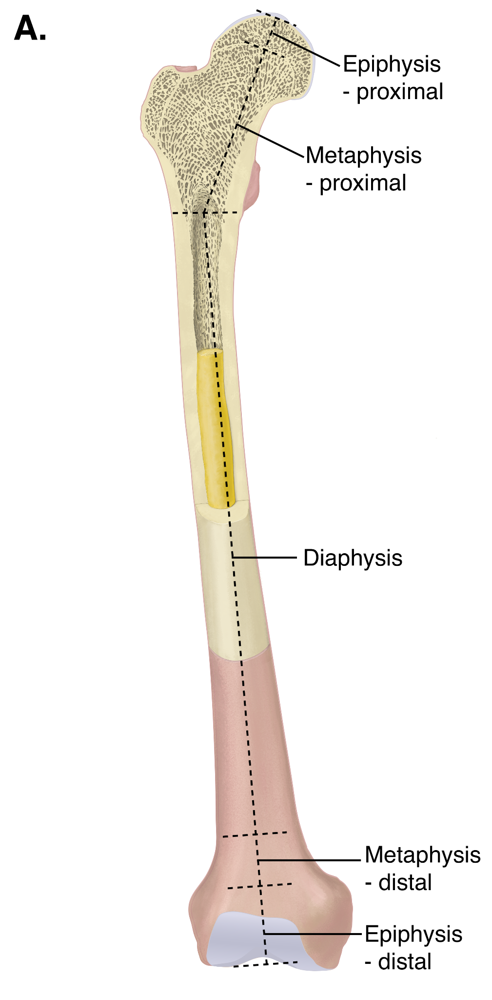 A.
Epiphysis
- proximal
Metaphysis
- proximal
Diaphysis
Metaphysis
- distal
Epiphysis
- distal